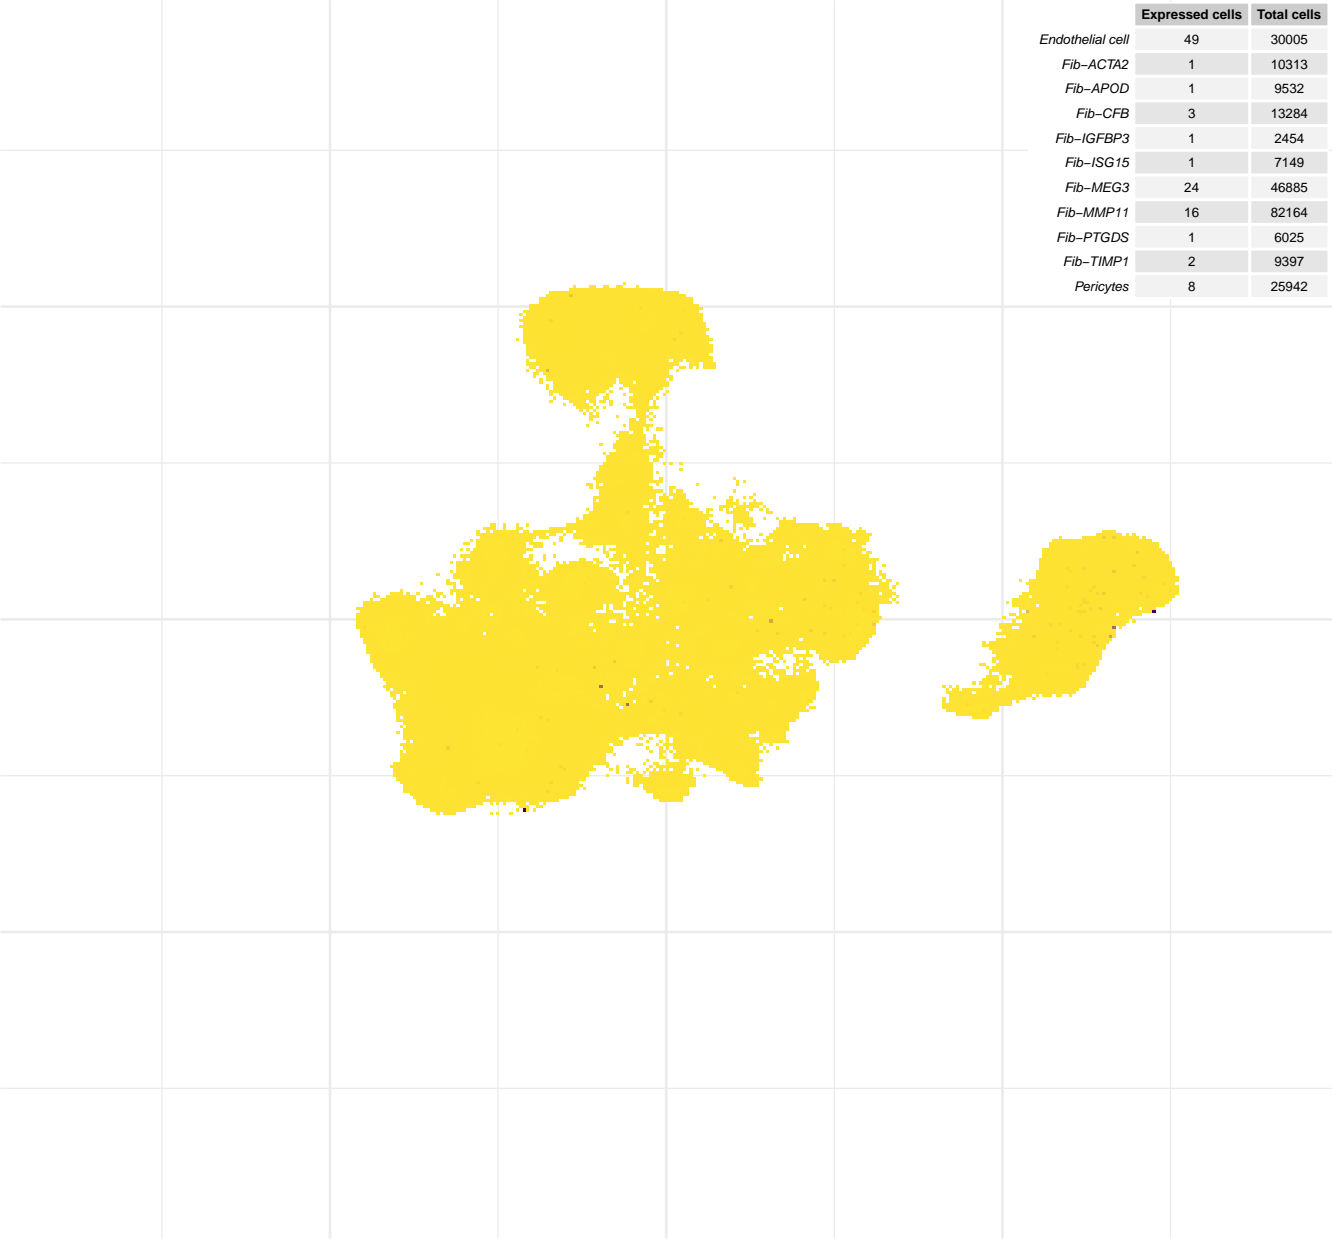 Expressed cells Total cells
Endothelial cell 49 30005
Fib−ACTA2 1 10313
Fib−APOD 1 9532
Fib−CFB 3 13284
Fib−IGFBP3 1 2454
Fib−ISG15 1 7149
Fib−MEG3 24 46885
Fib−MMP11 16 82164
Fib−PTGDS 1 6025
Fib−TIMP1 2 9397
Pericytes 8 25942